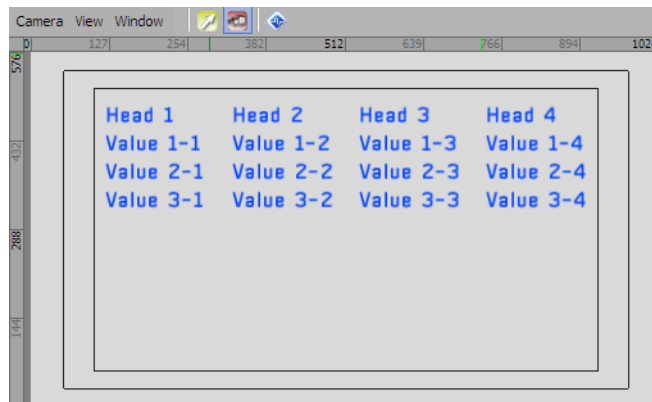 Camera View Window
0 127 254 382 512 639 766 894 102
576
432
288
144
Head 1 Head 2 Head 3 Head 4
Value 1-1 Value 1-2 Value 1-3 Value 1-4
Value 2-1 Value 2-2 Value 2-3 Value 2-4
Value 3-1 Value 3-2 Value 3-3 Value 3-4